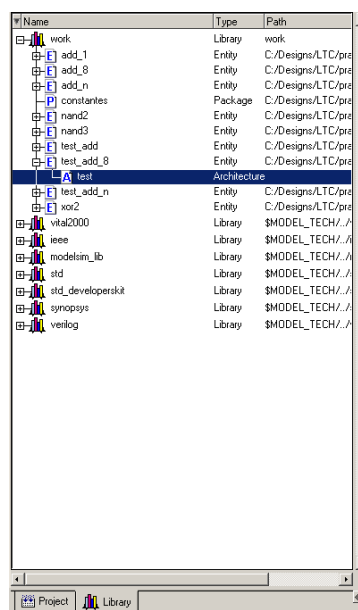 Name Type Path
work Library work
E add_1 Entity C:/Designs/LTC/pra
E add_8 Entity C:/Designs/LTC/pra
E add_n Entity C:/Designs/LTC/pra
P constantes Package C:/Designs/LTC/pra
E nand2 Entity C:/Designs/LTC/pra
E nand3 Entity C:/Designs/LTC/pra
E test_add Entity C:/Designs/LTC/pra
E test_add_8 Entity C:/Designs/LTC/pra
A test Architecture
E test_add_n Entity C:/Designs/LTC/pra
E xor2 Entity C:/Designs/LTC/pra
vital2000 Library $MODEL_TECH/../
ieee Library $MODEL_TECH/../
modelsim_lib Library $MODEL_TECH/../
std Library $MODEL_TECH/../
std_developerskit Library $MODEL_TECH/../
synopsys Library $MODEL_TECH/../
verilog Library $MODEL_TECH/../
Project Library